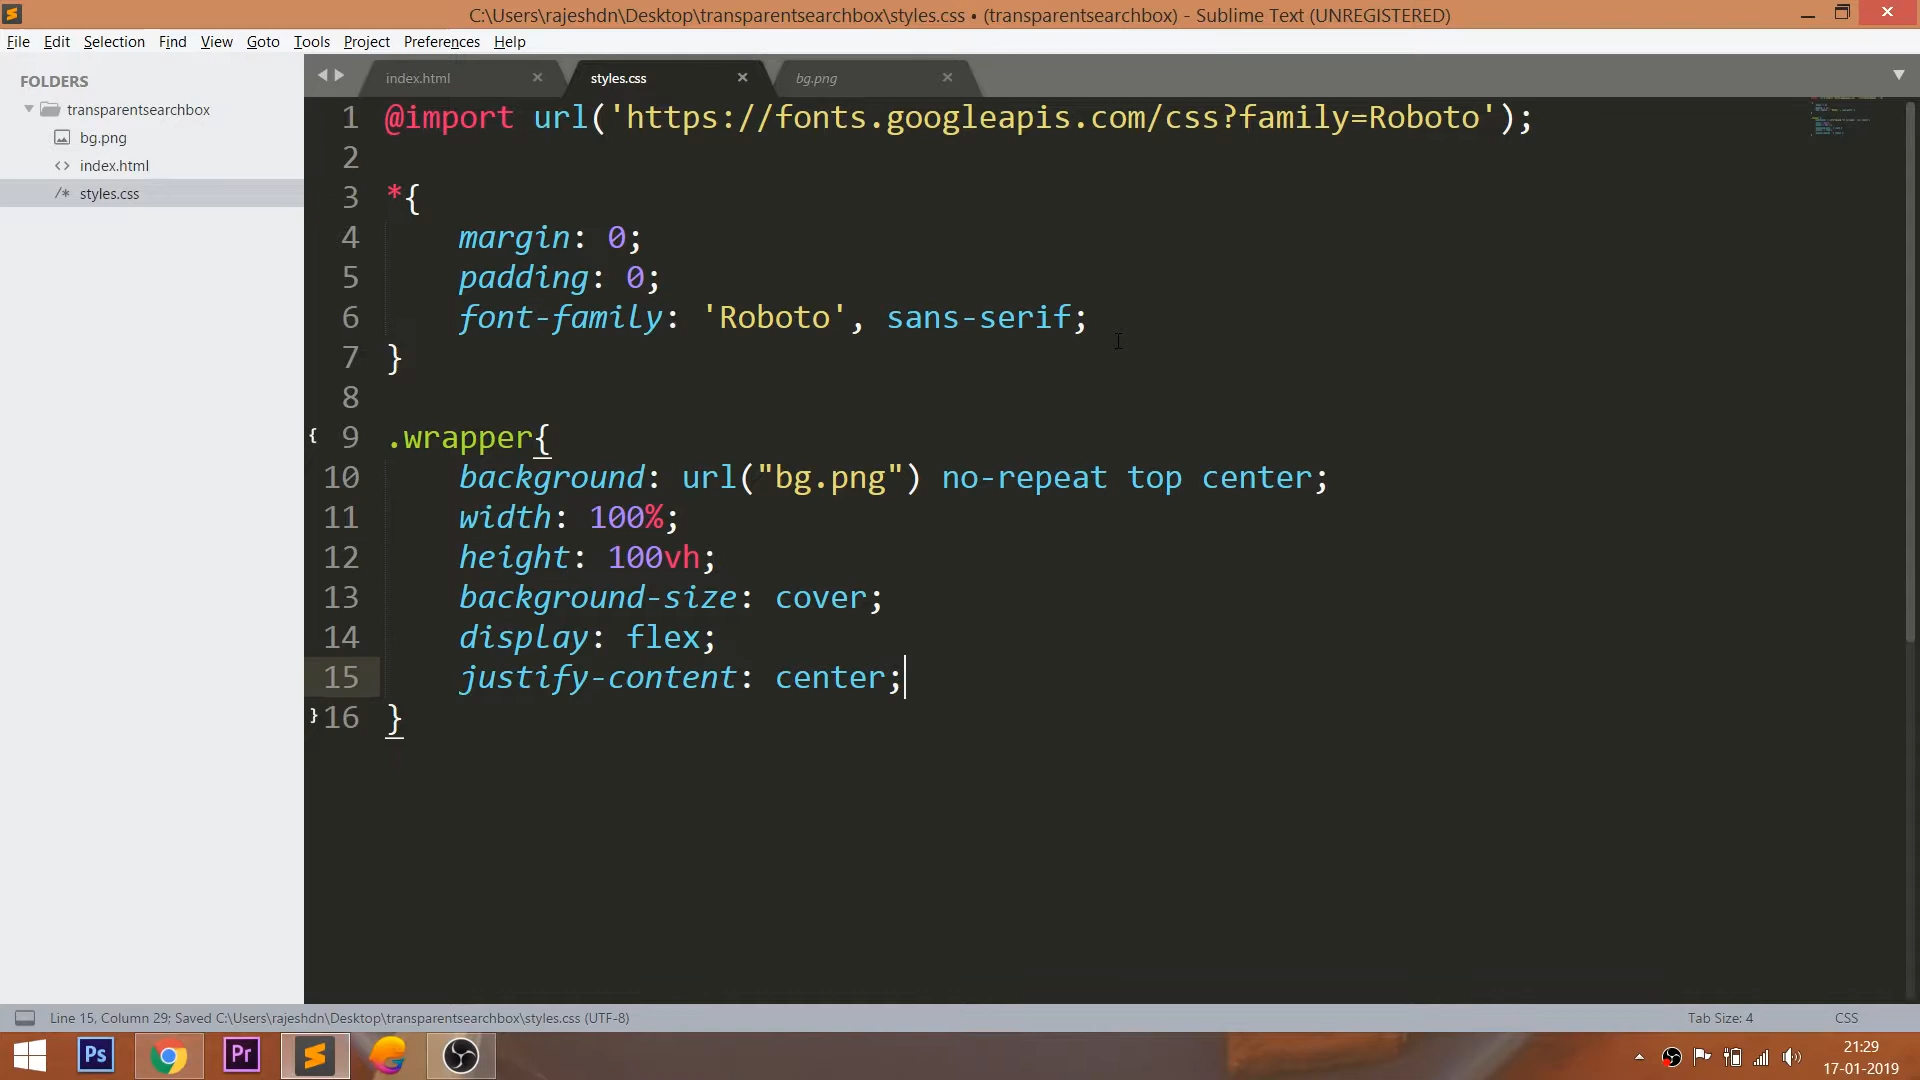 C:\Users\rajeshdn\Desktop\transparentsearchbox\styles.css • (transparentsearchbox) - Sublime Text (UNREGISTERED)
File Edit Selection Find View Goto Tools Project Preferences Help
FOLDERS
transparentsearchbox
bg.png
index.html
/* styles.css
index.html
styles.css
bg.png
1 @import url('https://fonts.googleapis.com/css?family=Roboto');
2
3 *{
4 margin: 0;
5 padding: 0;
6 font-family: 'Roboto', sans-serif;
7 }
8
{ 9 .wrapper{
10 background: url("bg.png") no-repeat top center;
11 width: 100%;
12 height: 100vh;
13 background-size: cover;
14 display: flex;
15 justify-content: center;
} 16 }
Line 15, Column 29; Saved C:\Users\rajeshdn\Desktop\transparentsearchbox\styles.css (UTF-8)
Tab Size: 4
CSS
Ps
Pr
21:29
17-01-2019